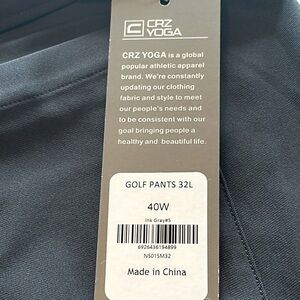 CRZ
YOGA
CRZ YOGA is a global
popular athletic apparel
brand. We're constantly
updating our clothing
fabric and style to meet
our people's needs and
to be consistent with our
goal bringing people a
healthy and beautiful life.
GOLF PANTS 32L
40W
Ink Gray#5
6926436194899
NS015M32
Made in China